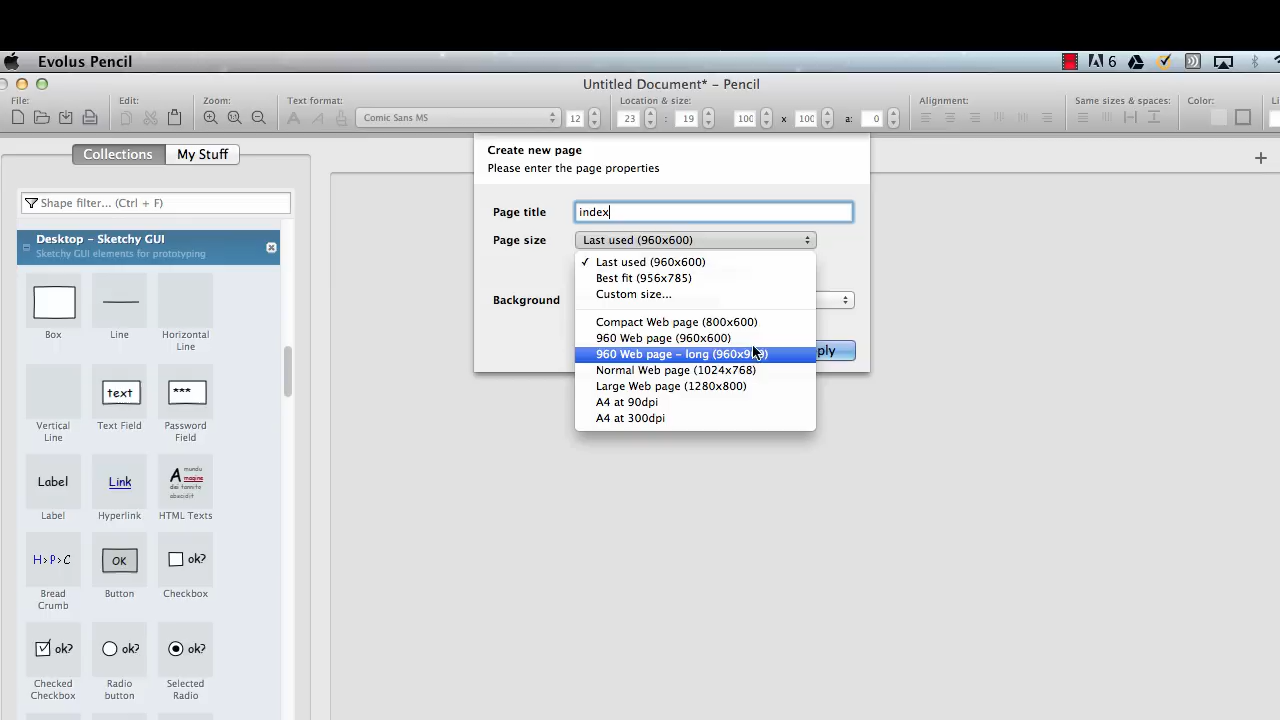 Evolus Pencil
6
Untitled Document* - Pencil
File:
Edit:
Zoom:
Text format:
Location & size:
Alignment:
Same sizes & spaces:
Color:
Comic Sans MS
12
23
:
19
100
x
100
a:
0
Collections
My Stuff
Shape filter... (Ctrl + F)
Desktop - Sketchy GUI
Sketchy GUI elements for prototyping
Box
Line
Horizontal
Line
text
***
Vertical
Line
Text Field
Password
Field
Label
Link
A
mundu
magine
Label
Hyperlink
HTML Texts
H>P>C
OK
ok?
Bread
Crumb
Button
Checkbox
ok?
ok?
ok?
Checked
Checkbox
Radio
button
Selected
Radio
Create new page
Please enter the page properties
Page title
index
Page size
Last used (960x600)
✓ Last used (960x600)
Best fit (956x785)
Custom size...
Background
Compact Web page (800x600)
960 Web page (960x600)
960 Web page - long
Normal Web page (1024x768)
Large Web page (1280x800)
A4 at 90dpi
A4 at 300dpi